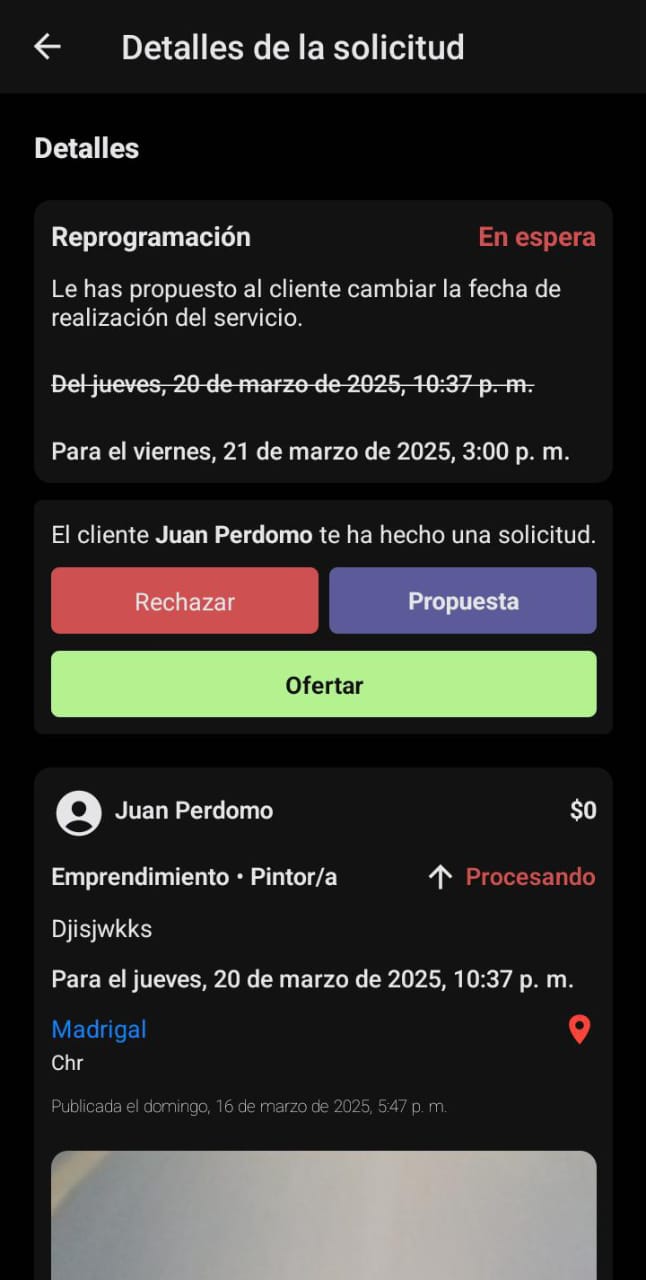 Detalles de la solicitud
Detalles
Reprogramación
En espera
Le has propuesto al cliente cambiar la fecha de
realización del servicio.
Del jueves, 20 de marzo de 2025, 10:37 p. m.
Para el viernes, 21 de marzo de 2025, 3:00 p. m.
El cliente Juan Perdomo te ha hecho una solicitud.
Rechazar
Propuesta
Ofertar
Juan Perdomo
$0
Emprendimiento • Pintor/a
Procesando
Djisjwkks
Para el jueves, 20 de marzo de 2025, 10:37 p. m.
Madrigal
Chr
Publicada el domingo, 16 de marzo de 2025, 5:47 p. m.